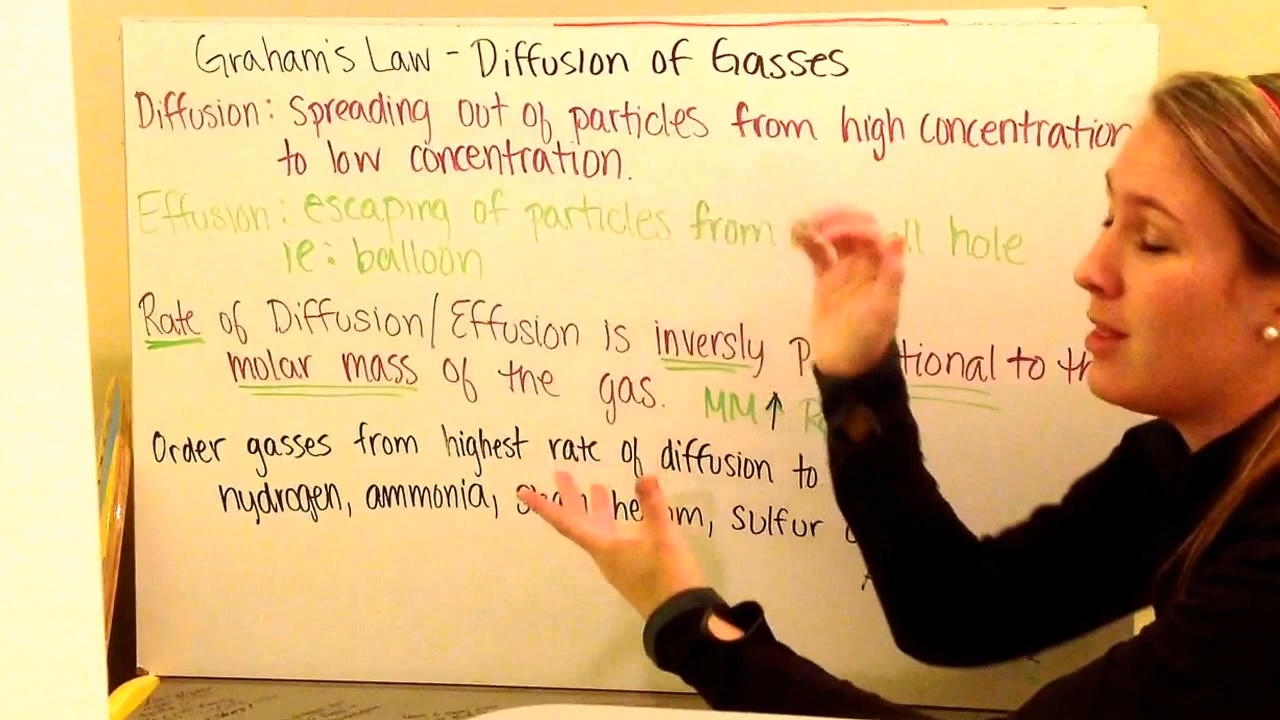 Graham's Law - Diffusion of Gasses
Diffusion: Spreading out of particles from high concentration
to low concentration.
Effusion: escaping of particles from hole
ie: balloon
Rate of Diffusion/Effusion is inversly to
molar mass of the gas. MM↑
Order gasses from highest rate of diffusion to
hydrogen, ammonia, sulfur